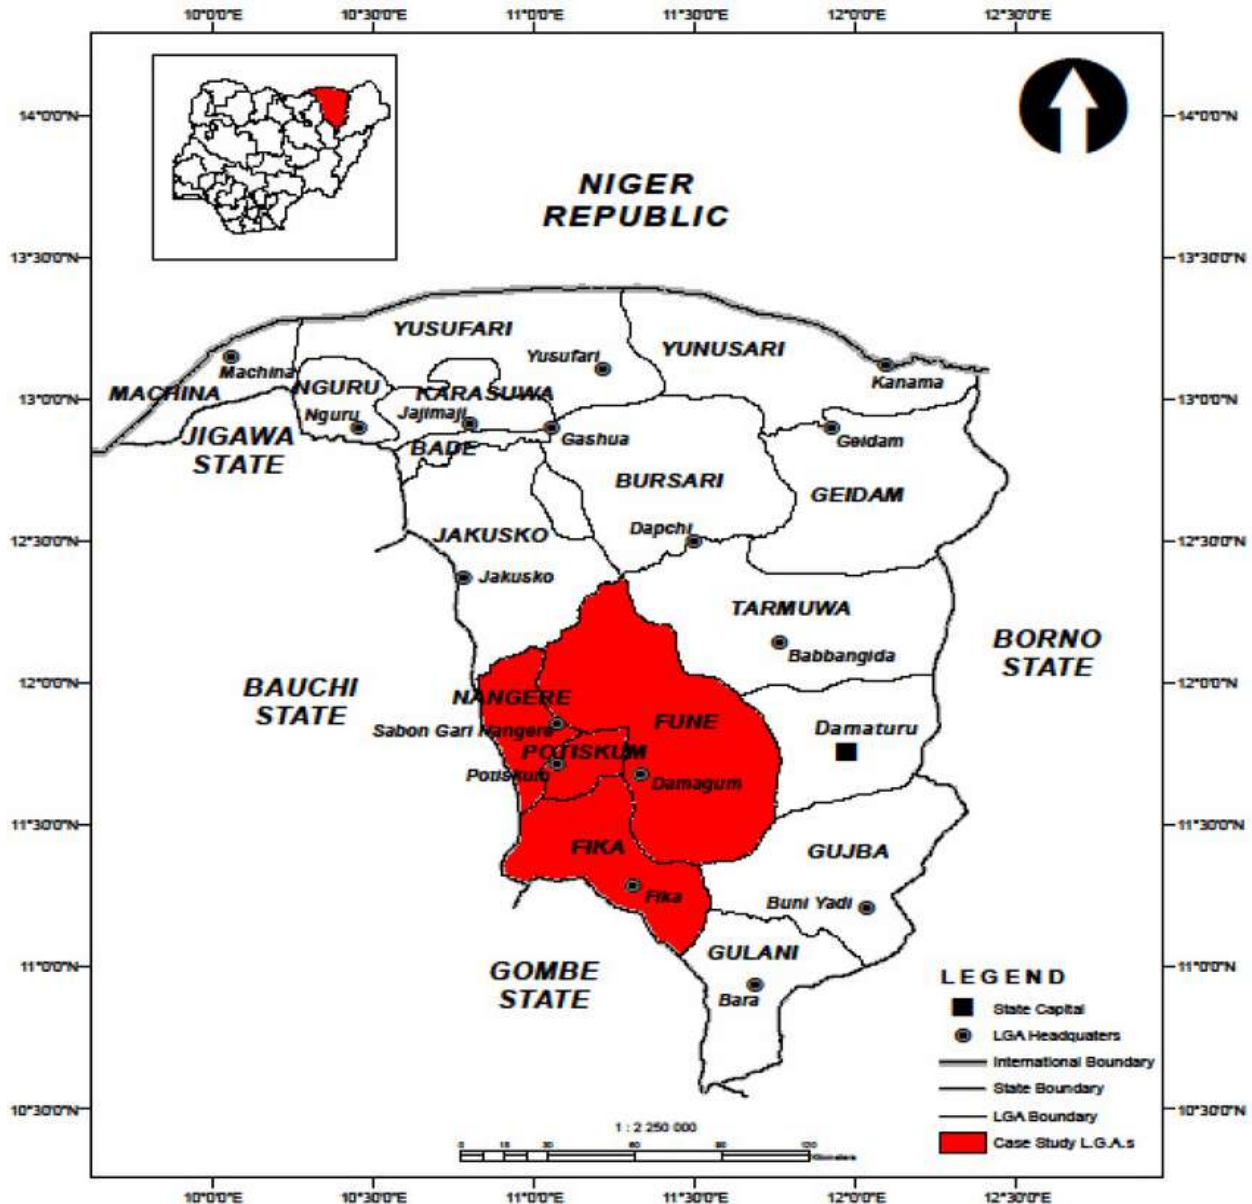 10°0'0"E 10°30'0"E 11°0'0"E 11°30'0"E 12°0'0"E 12°30'0"E
14°0'0"N 14°0'0"N
NIGER
REPUBLIC
13°30'0"N 13°30'0"N
YUSUFARI
YUNUSARI
Yusufari
Machina
Kanama
MACHINA
NGURU
KARASUWA
13°0'0"N 13°0'0"N
Nguru
Jajimaji
Gashua
Geidam
JIGAWA
STATE
BADE
BURSARI
GEIDAM
Dapchi
JAKUSKO
12°30'0"N 12°30'0"N
Jakusko
TARMUWA
Babbangida
BORNO
STATE
12°0'0"N 12°0'0"N
BAUCHI
STATE
NANGERE
FUNE
Damaturu
Sabon Gari Nangere
POTISKUM
Potiskum
Damagum
11°30'0"N 11°30'0"N
FIKA
GUJBA
Fika
Buni Yadi
GULANI
11°0'0"N 11°0'0"N
GOMBE
STATE
Bara
LEGEND
State Capital
LGA Headquaters
International Boundary
State Boundary
LGA Boundary
Case Study L.G.A.s
10°30'0"N 10°30'0"N
1 : 2 250 000
0 15 30 60 90 120
Kilometers
10°0'0"E 10°30'0"E 11°0'0"E 11°30'0"E 12°0'0"E 12°30'0"E